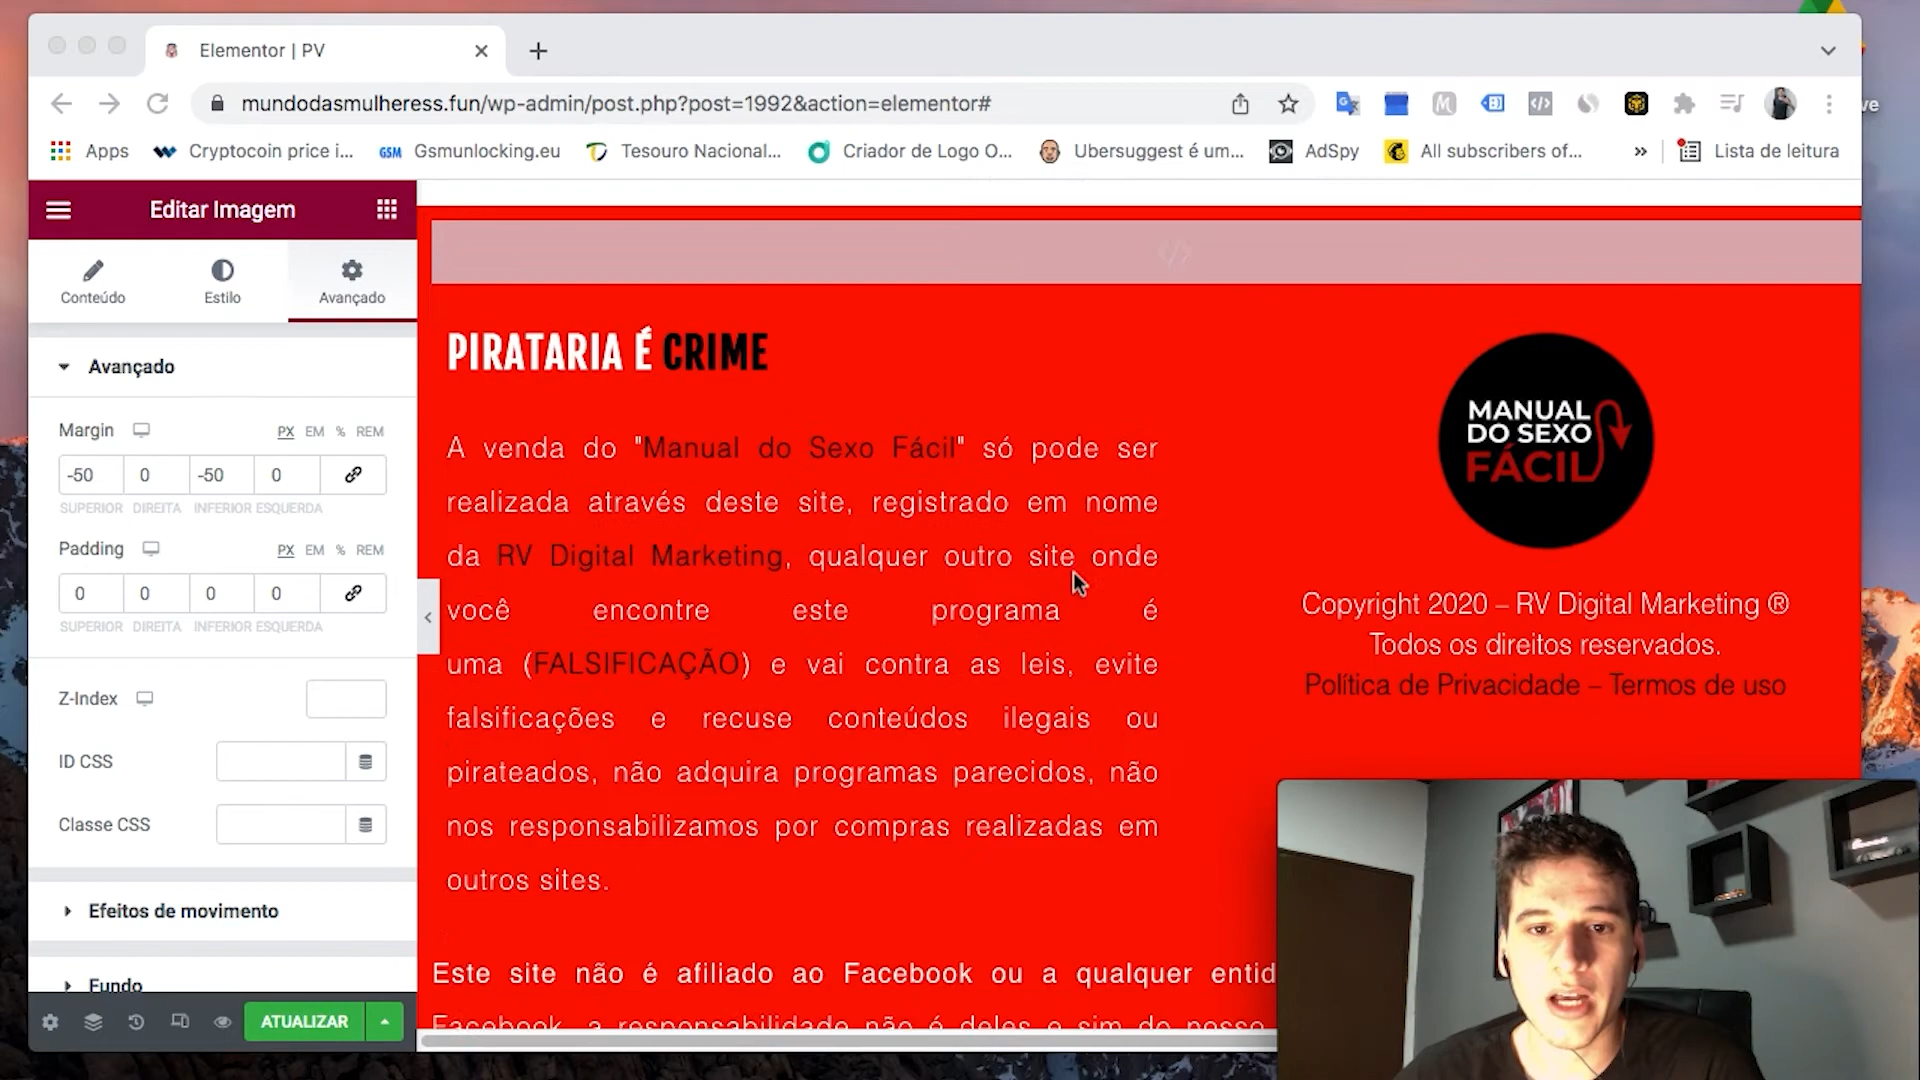 Elementor | PV
mundodasmulheress.fun/wp-admin/post.php?post=1992&action=elementor#
Apps
Cryptocoin price i...
GSM
Gsmunlocking.eu
Tesouro Nacional...
Criador de Logo O...
Ubersuggest é um...
AdSpy
All subscribers of...
»
Lista de leitura
Editar Imagem
Conteúdo
Estilo
Avançado
Avançado
Margin
PX EM % REM
-50 0 -50 0
SUPERIOR DIREITA INFERIOR ESQUERDA
Padding
PX EM % REM
0 0 0 0
SUPERIOR DIREITA INFERIOR ESQUERDA
Z-Index
ID CSS
Classe CSS
Efeitos de movimento
Fundo
ATUALIZAR
PIRATARIA É CRIME
A venda do "Manual do Sexo Fácil" só pode ser
realizada através deste site, registrado em nome
da RV Digital Marketing, qualquer outro site onde
você encontre este programa é
uma (FALSIFICAÇÃO) e vai contra as leis, evite
falsificações e recuse conteúdos ilegais ou
pirateados, não adquira programas parecidos, não
nos responsabilizamos por compras realizadas em
outros sites.
MANUAL
DO SEXO
FÁCIL
Copyright 2020 – RV Digital Marketing ®
Todos os direitos reservados.
Política de Privacidade – Termos de uso
Este site não é afiliado ao Facebook ou a qualquer entid
Facebook, a responsabilidade não é deles e sim do nosso